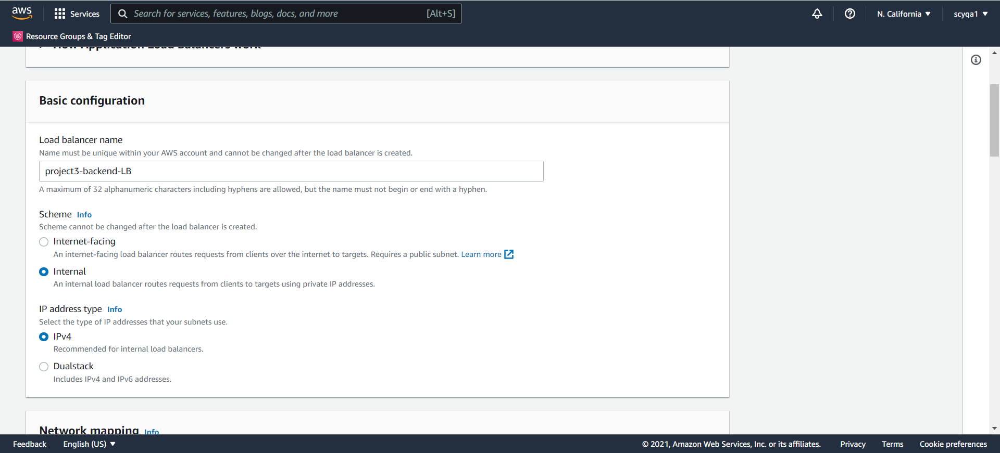 aws
Services
Search for services, features, blogs, docs, and more
[Alt+S]
N. California
scyqa1
Resource Groups & Tag Editor
How Application Load Balancers work
Basic configuration
Load balancer name
Name must be unique within your AWS account and cannot be changed after the load balancer is created.
project3-backend-LB
A maximum of 32 alphanumeric characters including hyphens are allowed, but the name must not begin or end with a hyphen.
Scheme Info
Scheme cannot be changed after the load balancer is created.
Internet-facing
An internet-facing load balancer routes requests from clients over the internet to targets. Requires a public subnet. Learn more
Internal
An internal load balancer routes requests from clients to targets using private IP addresses.
IP address type Info
Select the type of IP addresses that your subnets use.
IPv4
Recommended for internal load balancers.
Dualstack
Includes IPv4 and IPv6 addresses.
Network mapping Info
Feedback
English (US)
© 2021, Amazon Web Services, Inc. or its affiliates.
Privacy
Terms
Cookie preferences